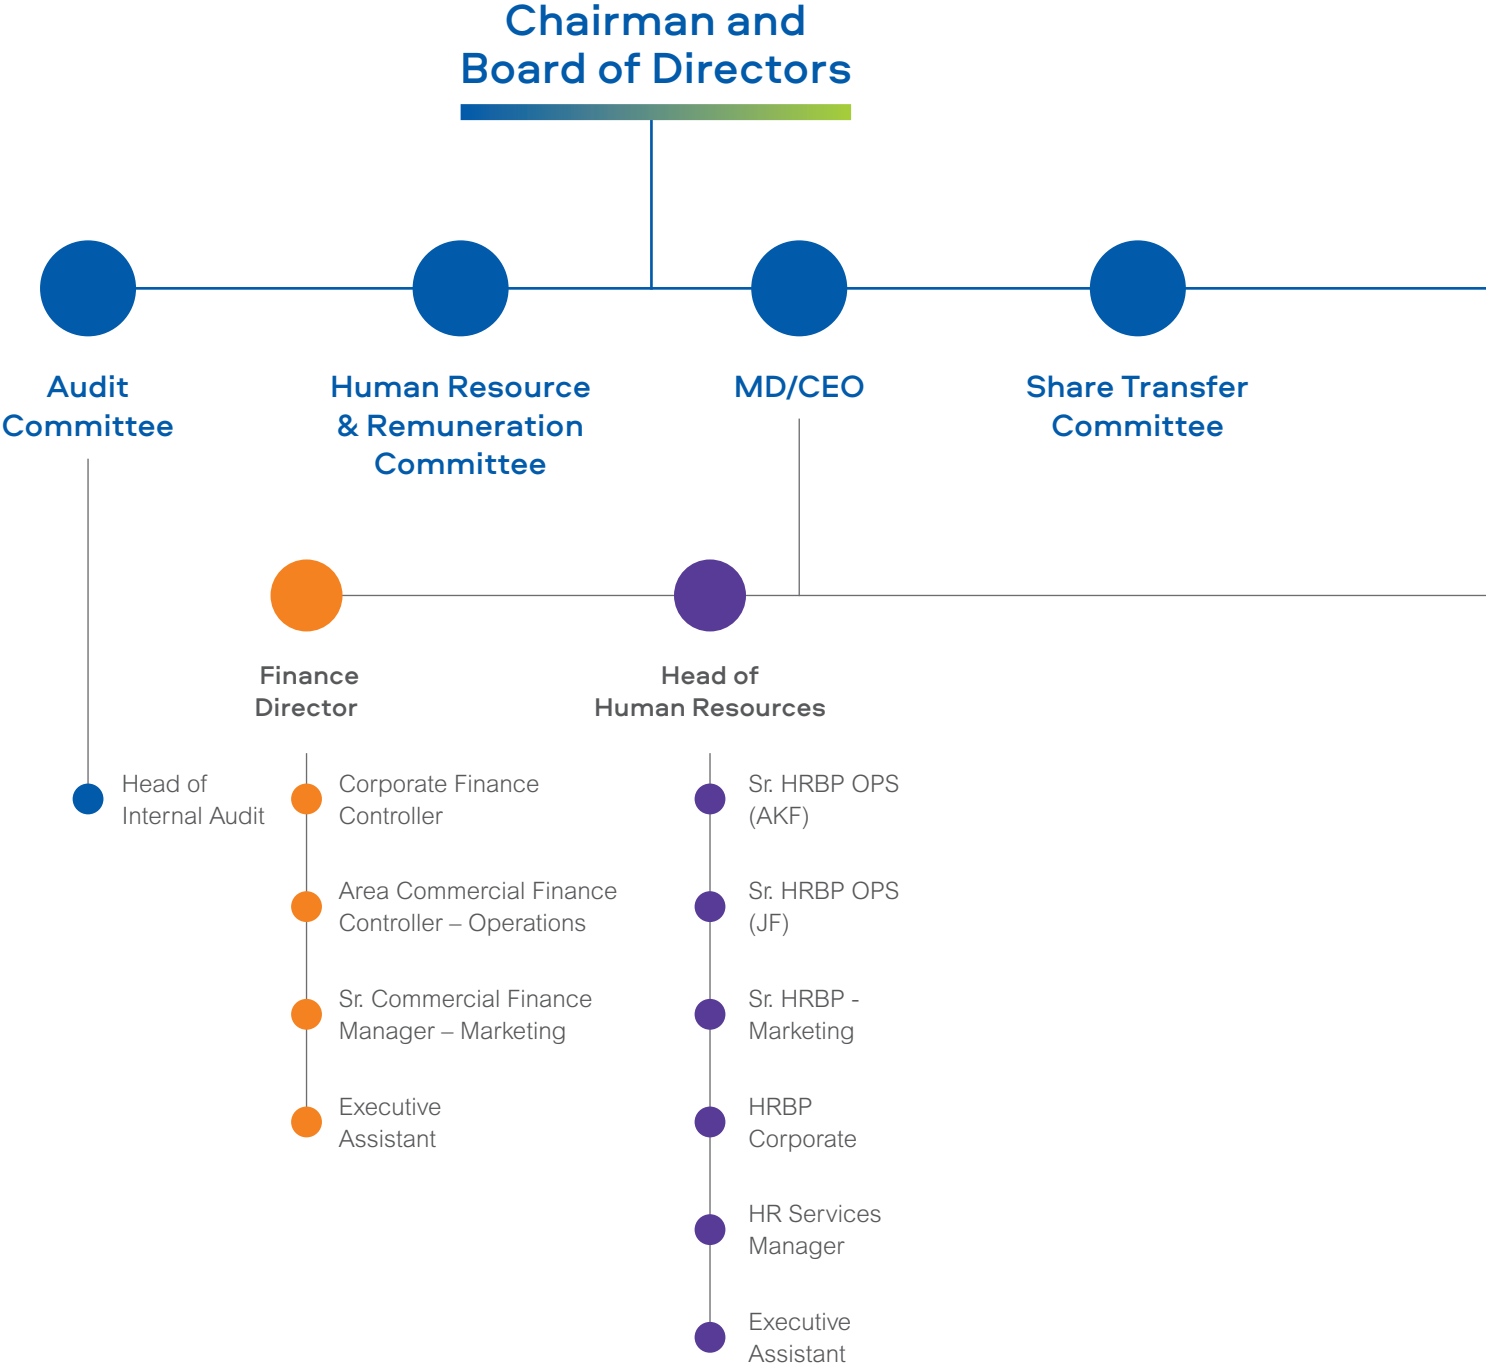 Chairman and
Board of Directors
Audit
Committee
Human Resource
& Remuneration
Committee
MD/CEO
Share Transfer
Committee
Finance
Director
Head of
Human Resources
Head of
Internal Audit
Corporate Finance
Controller
Area Commercial Finance
Controller – Operations
Sr. Commercial Finance
Manager – Marketing
Executive
Assistant
Sr. HRBP OPS
(AKF)
Sr. HRBP OPS
(JF)
Sr. HRBP -
Marketing
HRBP
Corporate
HR Services
Manager
Executive
Assistant